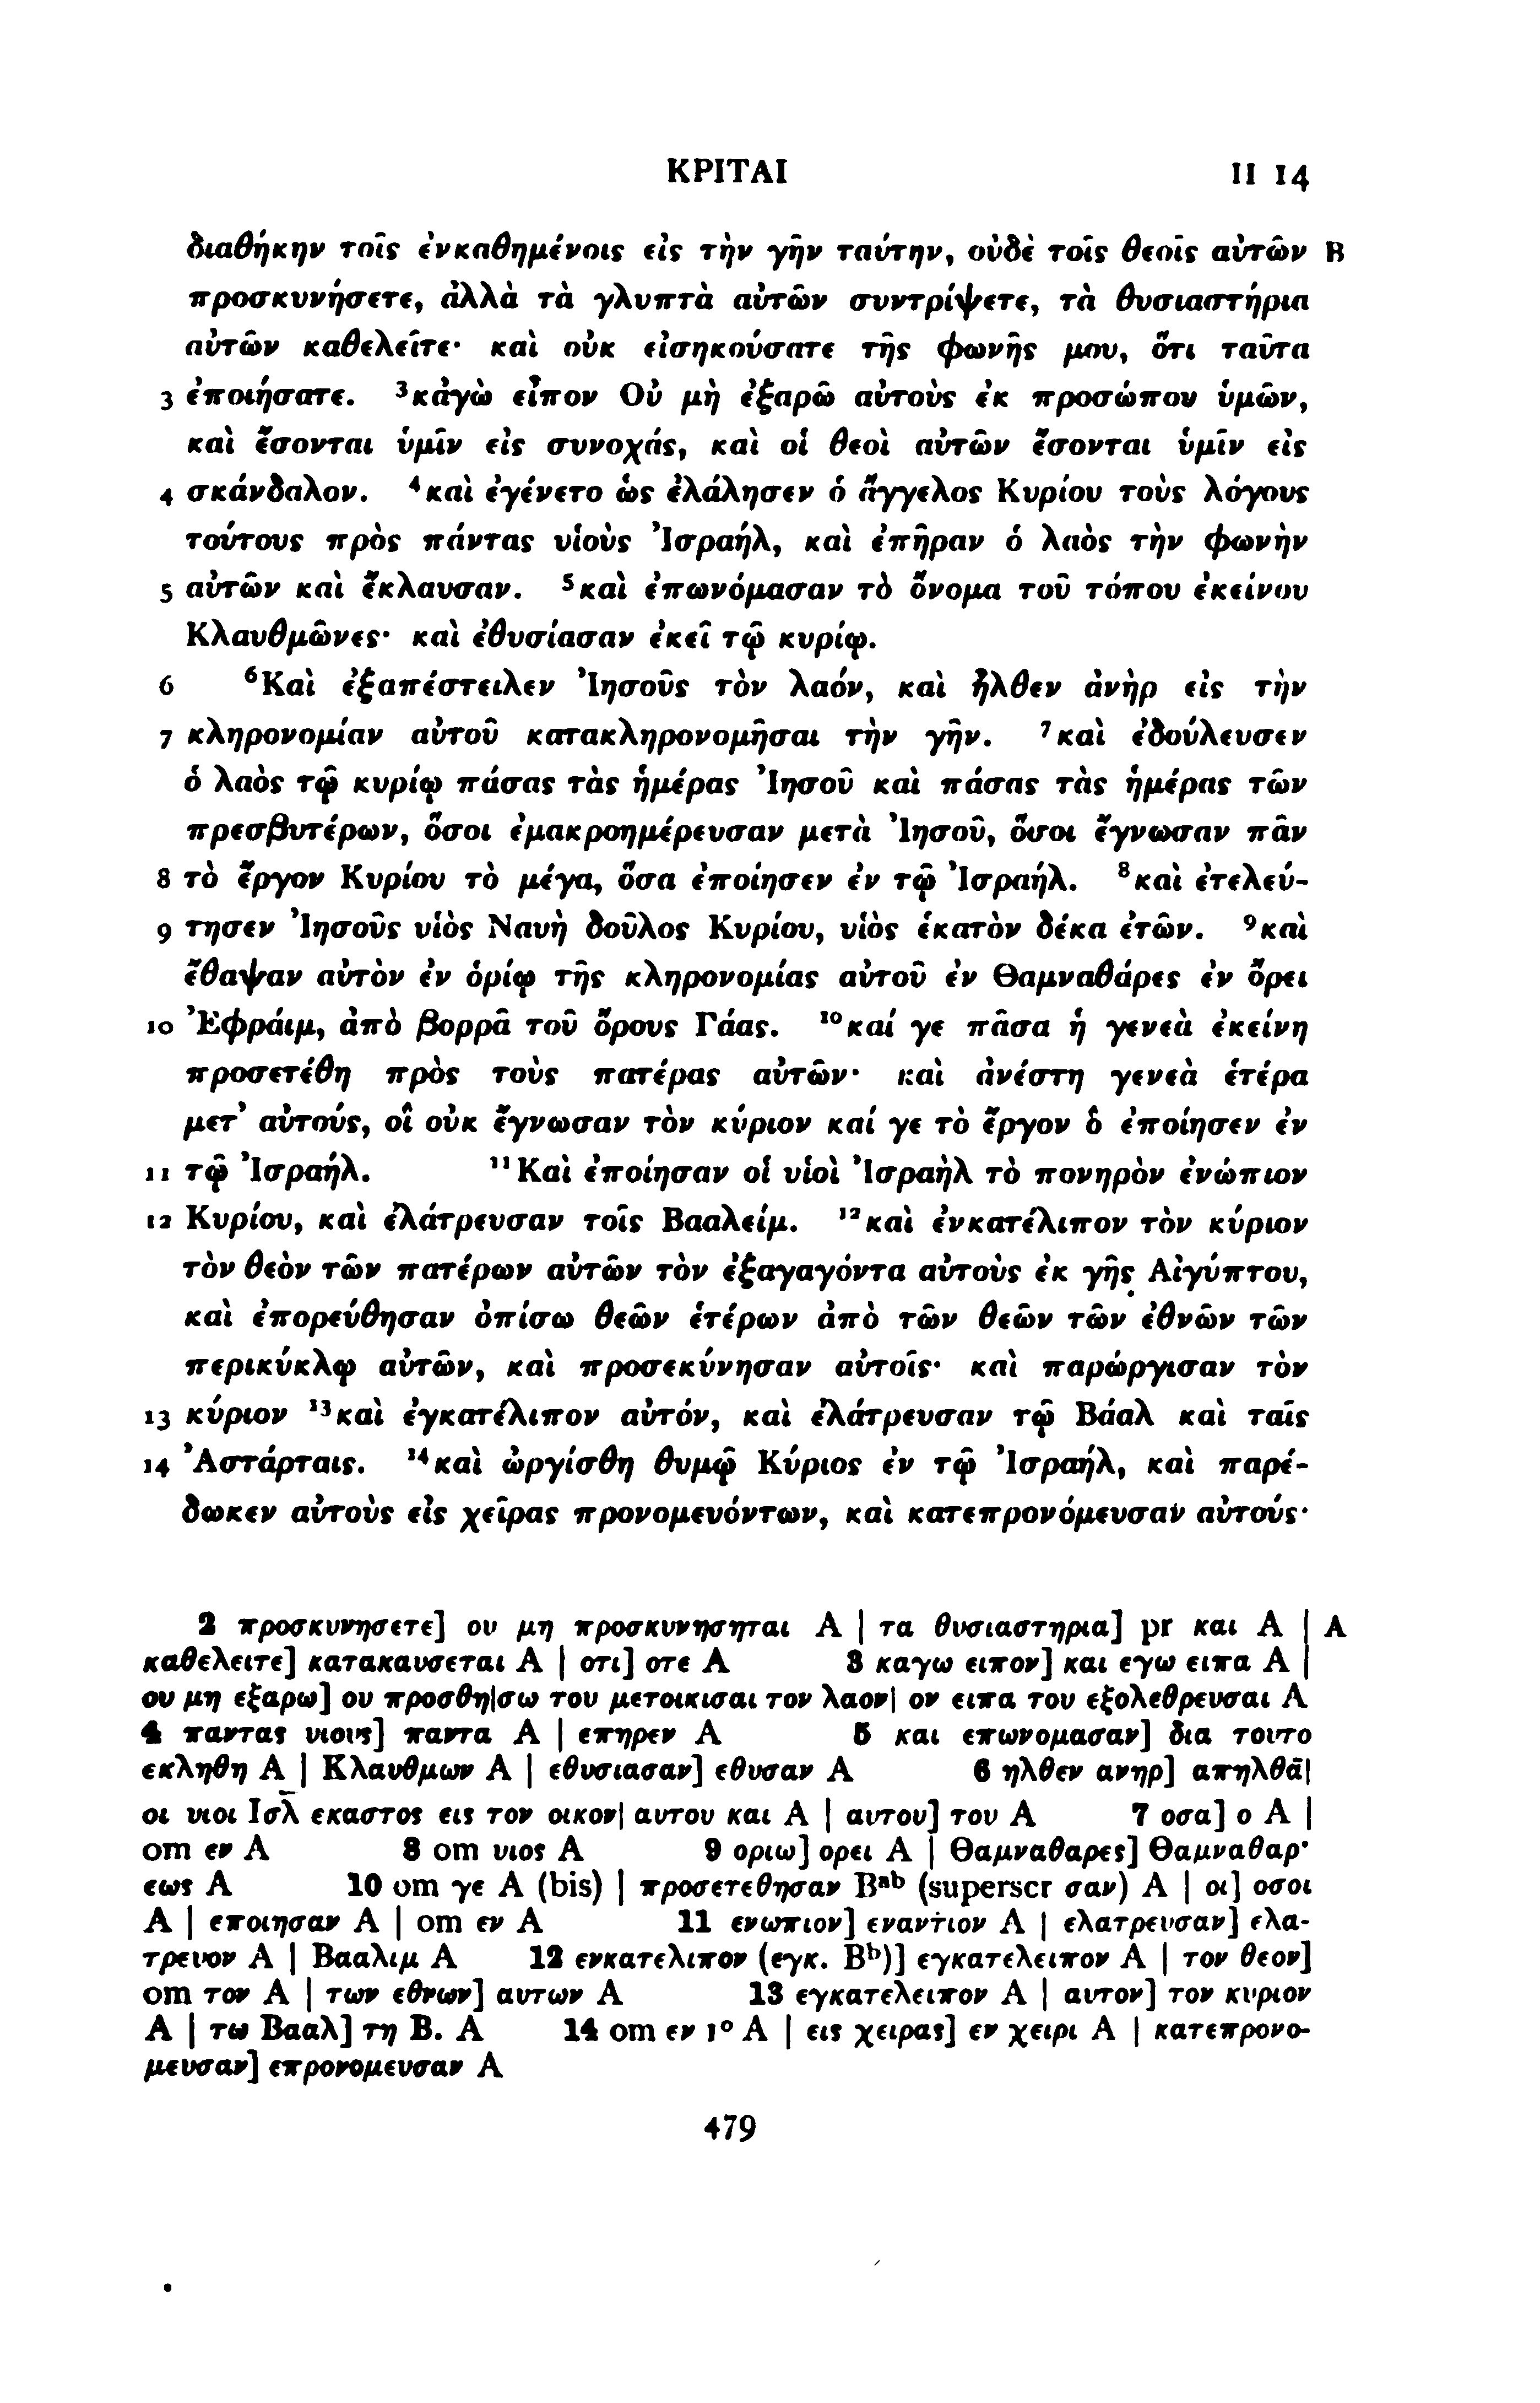 ΚΡΙΤΑΙ II 14
διαθήκην τοῖς ἐνκαθημένοις εἰς τὴν γῆν ταύτην, οὐδὲ τοῖς θεοῖς αὐτῶν B
προσκυνήσετε, ἀλλὰ τὰ γλυπτὰ αὐτῶν συντρίψετε, τὰ θυσιαστήρια
αὐτῶν καθελεῖτε· καὶ οὐκ εἰσηκούσατε τῆς φωνῆς μου, ὅτι ταῦτα
3 ἐποιήσατε. ³κἀγὼ εἶπον Οὐ μὴ ἐξαρῶ αὐτοὺς ἐκ προσώπου ὑμῶν,
καὶ ἔσονται ὑμῖν εἰς συνοχάς, καὶ οἱ θεοὶ αὐτῶν ἔσονται ὑμῖν εἰς
4 σκάνδαλον. ⁴καὶ ἐγένετο ὡς ἐλάλησεν ὁ ἄγγελος Κυρίου τοὺς λόγους
τούτους πρὸς πάντας υἱοὺς Ἰσραήλ, καὶ ἐπῆραν ὁ λαὸς τὴν φωνὴν
5 αὐτῶν καὶ ἔκλαυσαν. ⁵καὶ ἐπωνόμασαν τὸ ὄνομα τοῦ τόπου ἐκείνου
Κλαυθμῶνες· καὶ ἐθυσίασαν ἐκεῖ τῷ κυρίῳ.
6 ⁶Καὶ ἐξαπέστειλεν Ἰησοῦς τὸν λαόν, καὶ ἦλθεν ἀνὴρ εἰς τὴν
7 κληρονομίαν αὐτοῦ κατακληρονομῆσαι τὴν γῆν. ⁷καὶ ἐδούλευσεν
ὁ λαὸς τῷ κυρίῳ πάσας τὰς ἡμέρας Ἰησοῦ καὶ πάσας τὰς ἡμέρας τῶν
πρεσβυτέρων, ὅσοι ἐμακροημέρευσαν μετὰ Ἰησοῦ, ὅσοι ἔγνωσαν πᾶν
8 τὸ ἔργον Κυρίου τὸ μέγα, ὅσα ἐποίησεν ἐν τῷ Ἰσραήλ. ⁸καὶ ἐτελεύ-
9 τησεν Ἰησοῦς υἱὸς Ναυὴ δοῦλος Κυρίου, υἱὸς ἑκατὸν δέκα ἐτῶν. ⁹καὶ
ἔθαψαν αὐτὸν ἐν ὁρίῳ τῆς κληρονομίας αὐτοῦ ἐν Θαμναθάρες ἐν ὄρει
10 Ἐφράιμ, ἀπὸ βορρᾶ τοῦ ὄρους Γάας. ¹⁰καί γε πᾶσα ἡ γενεὰ ἐκείνη
προσετέθη πρὸς τοὺς πατέρας αὐτῶν· καὶ ἀνέστη γενεὰ ἑτέρα
μετ’ αὐτούς, οἳ οὐκ ἔγνωσαν τὸν κύριον καί γε τὸ ἔργον ὃ ἐποίησεν ἐν
11 τῷ Ἰσραήλ. ¹¹Καὶ ἐποίησαν οἱ υἱοὶ Ἰσραὴλ τὸ πονηρὸν ἐνώπιον
12 Κυρίου, καὶ ἐλάτρευσαν τοῖς Βααλείμ. ¹²καὶ ἐνκατέλιπον τὸν κύριον
τὸν θεὸν τῶν πατέρων αὐτῶν τὸν ἐξαγαγόντα αὐτοὺς ἐκ γῆς Αἰγύπτου,
καὶ ἐπορεύθησαν ὀπίσω θεῶν ἑτέρων ἀπὸ τῶν θεῶν τῶν ἐθνῶν τῶν
περικύκλῳ αὐτῶν, καὶ προσεκύνησαν αὐτοῖς· καὶ παρώργισαν τὸν
13 κύριον ¹³καὶ ἐγκατέλιπον αὐτόν, καὶ ἐλάτρευσαν τῷ Βάαλ καὶ ταῖς
14 Ἀστάρταις. ¹⁴καὶ ὠργίσθη θυμῷ Κύριος ἐν τῷ Ἰσραήλ, καὶ παρέ-
δωκεν αὐτοὺς εἰς χεῖρας προνομευόντων, καὶ κατεπρονόμευσαν αὐτούς·
2 προσκυνησετε] ου μη προσκυνησηται A | τα θυσιαστηρια] pr και A | A
καθελειτε] κατακαυσεται A | οτι] οτε A 3 καγω ειπον] και εγω ειπα A |
ου μη εξαρω] ου προσθη|σω του μετοικισαι τον λαον| ον ειπα του εξολεθρευσαι A
4 παντας υιους] παντα A | επηρεν A 5 και επωνομασαν] δια τουτο
εκληθη A | Κλαυθμων A | εθυσιασαν] εθυσαν A 6 ηλθεν ανηρ] απηλθα̅|
οι υιοι Ισ̅λ̅ εκαστος εις τον οικον| αυτου και A | αυτου] του A 7 οσα] ο A |
om εν A 8 om υιος A 9 οριω] ορει A | Θαμναθαρες] Θαμναθαρ’
εως A 10 om γε A (bis) | προσετεθησαν Bᵃᵇ (superscr σαν) A | οι] οσοι
A | εποιησαν A | om εν A 11 ενωπιον] εναντιον A | ελατρευσαν] ελα-
τρευον A | Βααλιμ A 12 ενκατελιπον (εγκ. Bᵇ)] εγκατελειπον A | τον θεον]
om τον A | των εθνων] αυτων A 13 εγκατελειπον A | αυτον] τον κυριον
A | τω Βααλ] τη Β. A 14 om εν 1° A | εις χειρας] εν χειρι A | κατεπρονο-
μευσαν] επρονομευσαν A
479